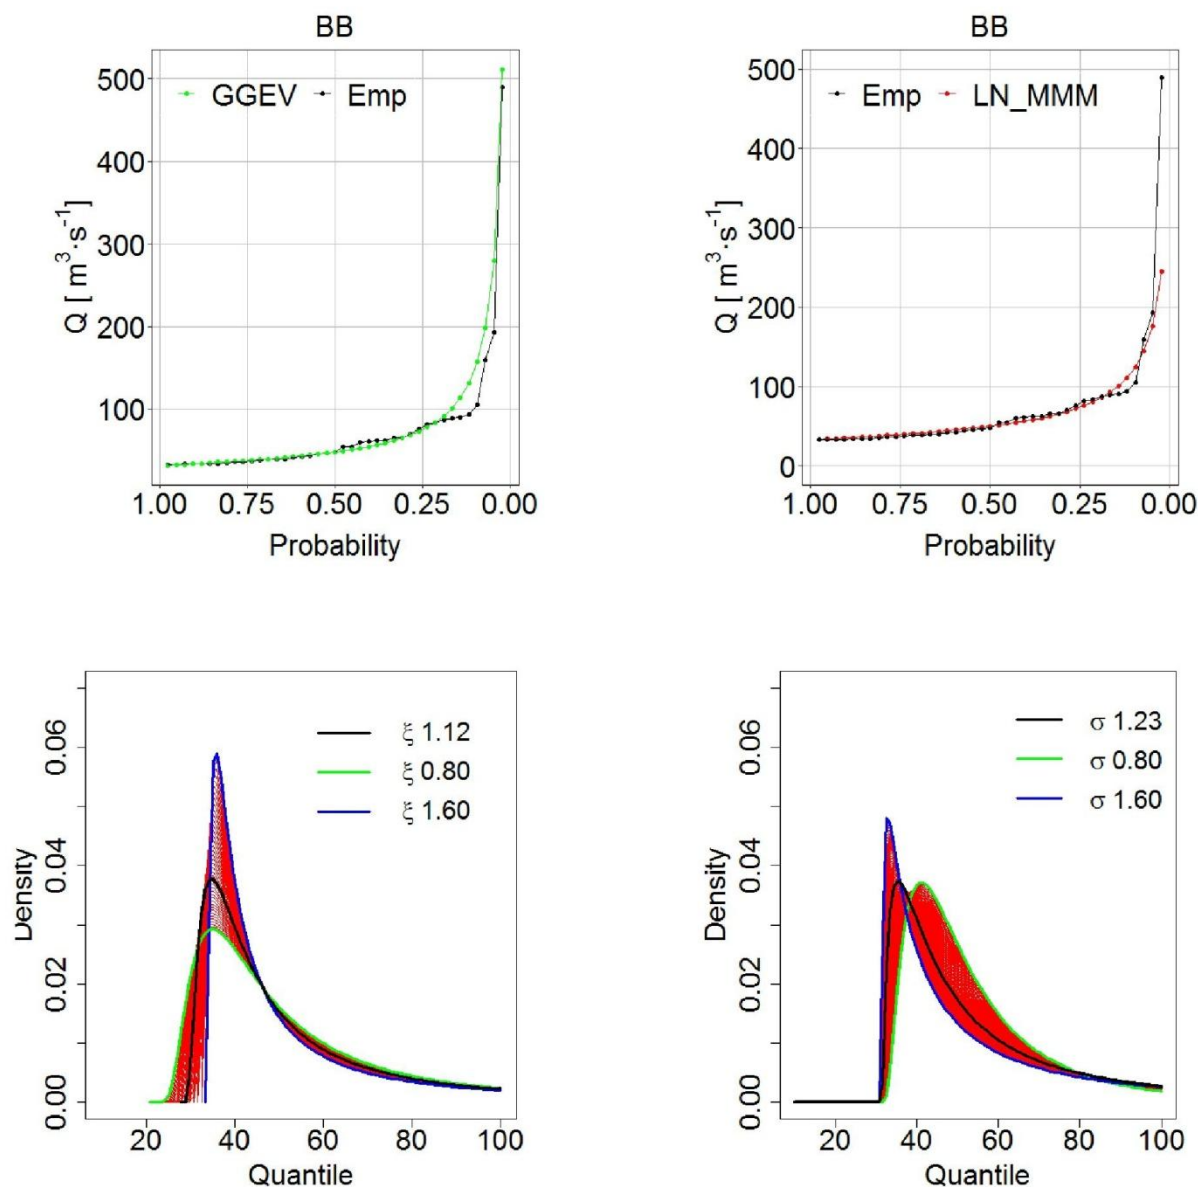 BB
500
400
300
200
100
GGEV Emp
Q [ m³·s⁻¹]
1.00 0.75 0.50 0.25 0.00
Probability
BB
500
400
300
200
100
0
Emp LN_MMM
Q [ m³·s⁻¹]
1.00 0.75 0.50 0.25 0.00
Probability
0.06
0.04
0.02
0.00
Density
ξ 1.12
ξ 0.80
ξ 1.60
20 40 60 80 100
Quantile
0.06
0.04
0.02
0.00
Density
σ 1.23
σ 0.80
σ 1.60
20 40 60 80 100
Quantile